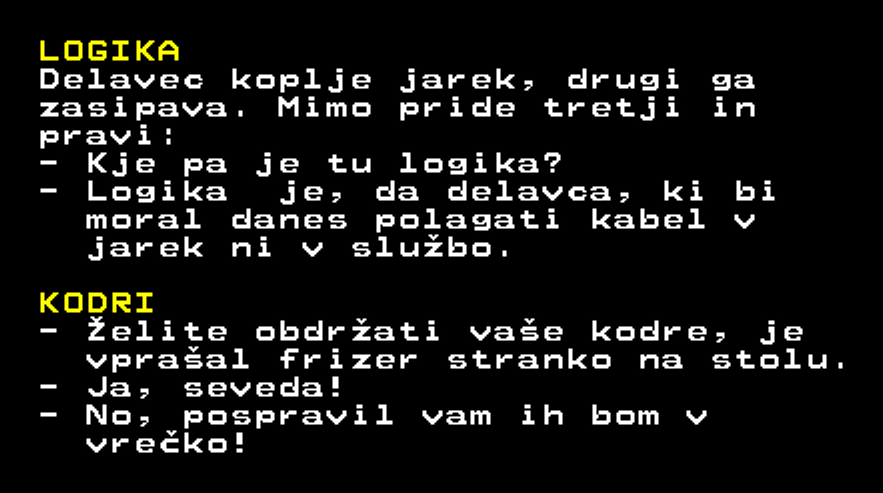 LOGIKA
Delavec koplje jarek, drugi ga
zasipava. Mimo pride tretji in
pravi:
- Kje pa je tu logika?
- Logika  je, da delavca, ki bi
moral danes polagati kabel v
jarek ni v službo.
KODRI
- Želite obdržati vaše kodre, je
vprašal frizer stranko na stolu.
- Ja, seveda!
- No, pospravil vam ih bom v
vrečko!